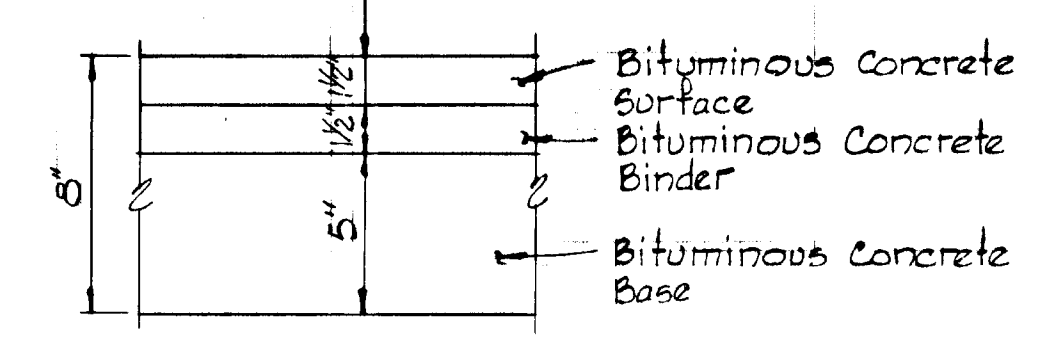 1½"
Bituminous Concrete
Surface
1½"
Bituminous Concrete
Binder
8"
5"
Bituminous Concrete
Base